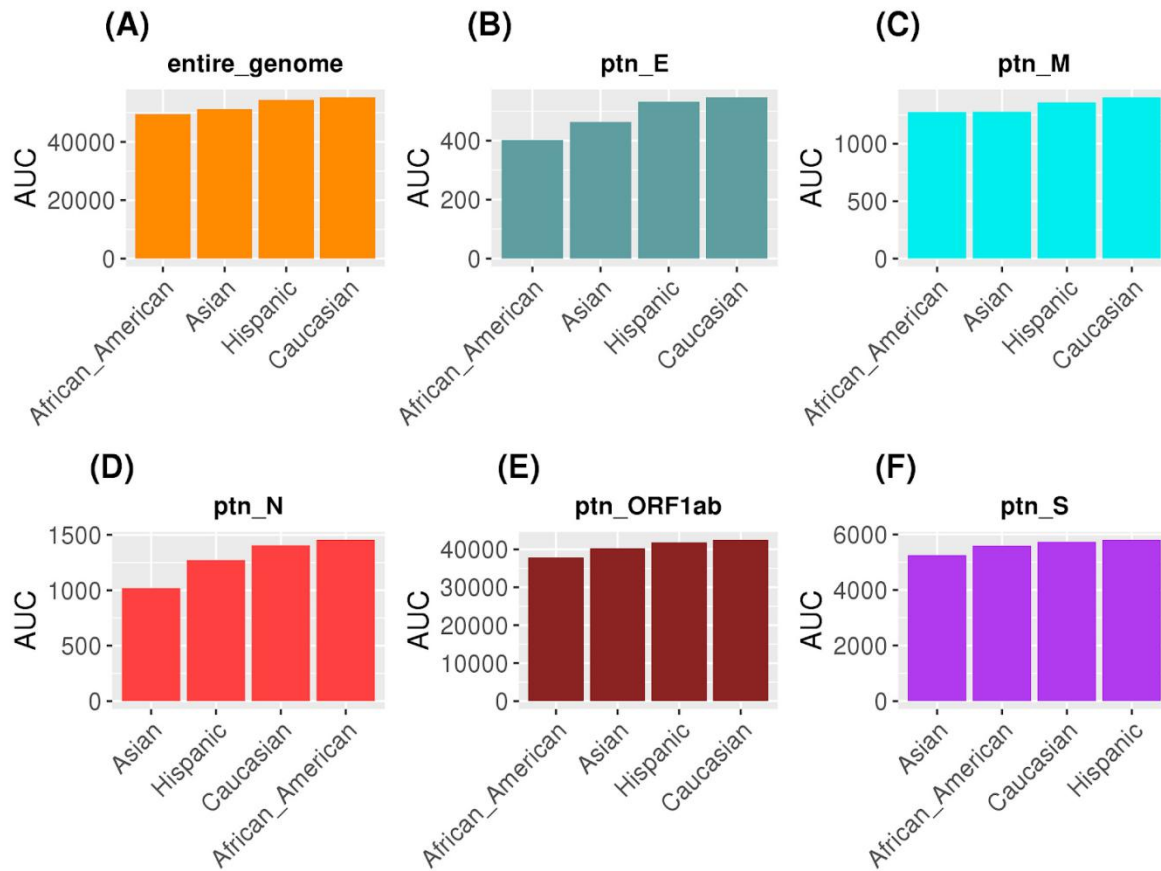 (A)
entire_genome
AUC
40000
20000
0
African_American
Asian
Hispanic
Caucasian
(B)
ptn_E
AUC
400
200
0
African_American
Asian
Hispanic
Caucasian
(C)
ptn_M
AUC
1000
500
0
African_American
Asian
Hispanic
Caucasian
(D)
ptn_N
AUC
1500
1000
500
0
Asian
Hispanic
Caucasian
African_American
(E)
ptn_ORF1ab
AUC
40000
30000
20000
10000
0
African_American
Asian
Hispanic
Caucasian
(F)
ptn_S
AUC
6000
4000
2000
0
Asian
African_American
Caucasian
Hispanic